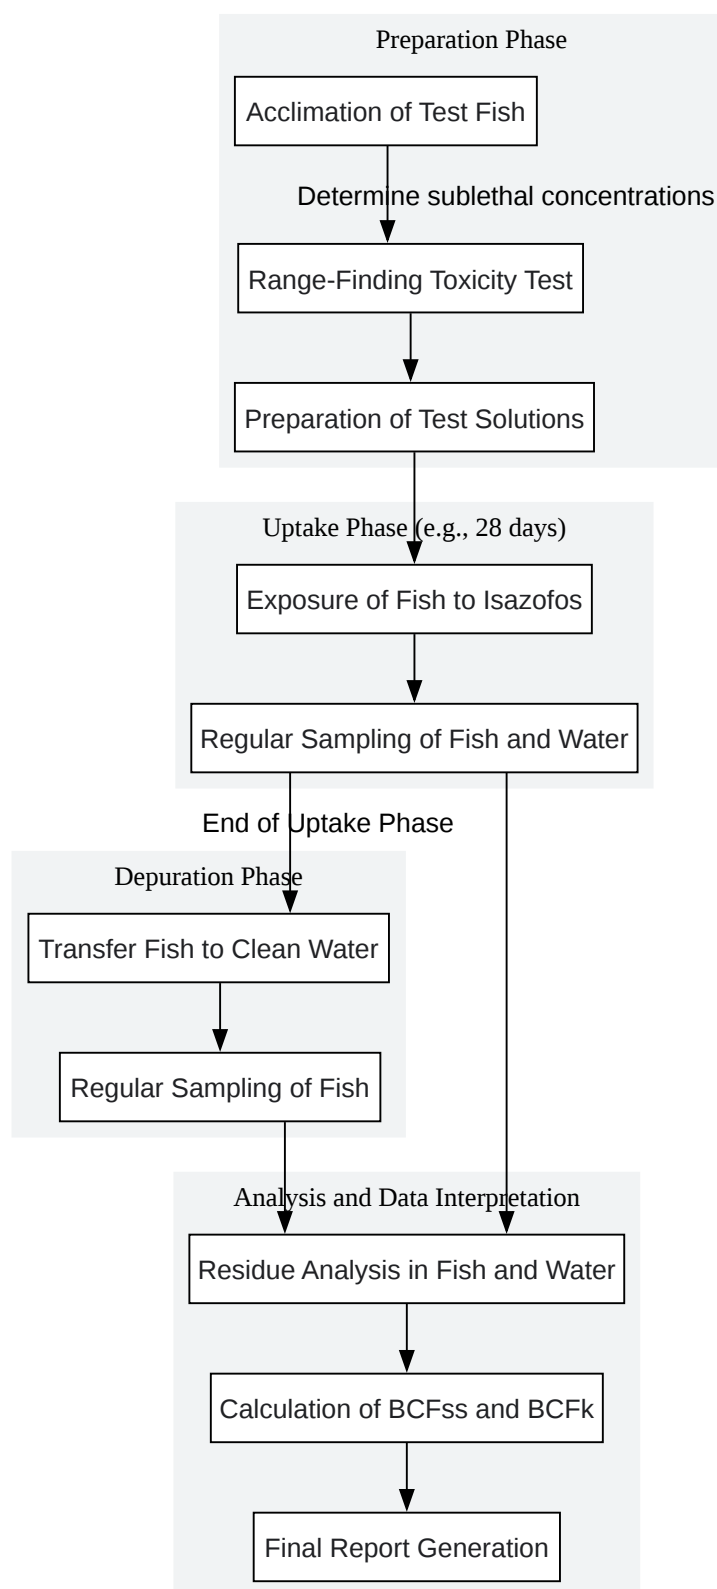 Preparation Phase
Acclimation of Test Fish
Determine sublethal concentrations
Range-Finding Toxicity Test
Preparation of Test Solutions
Uptake Phase (e.g., 28 days)
Exposure of Fish to Isazofos
Regular Sampling of Fish and Water
End of Uptake Phase
Depuration Phase
Transfer Fish to Clean Water
Regular Sampling of Fish
Analysis and Data Interpretation
Residue Analysis in Fish and Water
Calculation of BCFss and BCFk
Final Report Generation